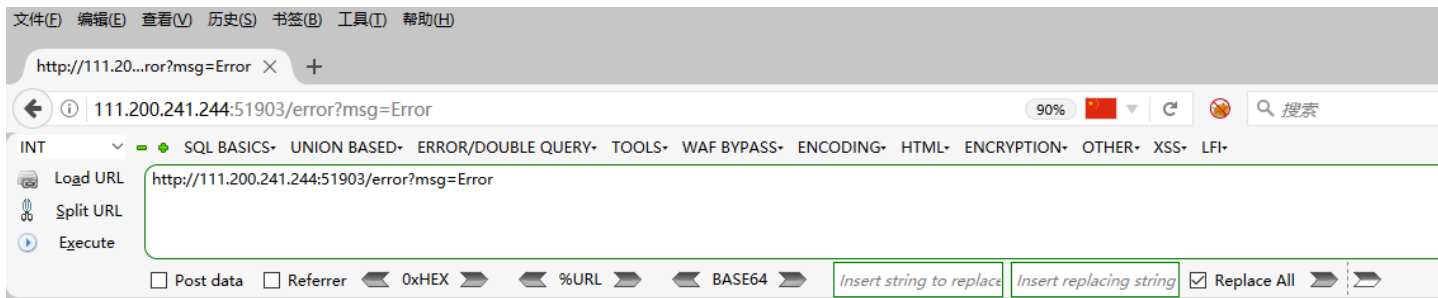 文件(F) 编辑(E) 查看(V) 历史(S) 书签(B) 工具(T) 帮助(H)
http://111.20...ror?msg=Error × +
111.200.241.244:51903/error?msg=Error 90% 搜索
INT SQL BASICS UNION BASED ERROR/DOUBLE QUERY TOOLS WAF BYPASS ENCODING HTML ENCRYPTION OTHER XSS LFI
Load URL http://111.200.241.244:51903/error?msg=Error
Split URL
Execute
Post data Referrer 0xHEX %URL BASE64 Insert string to replace Insert replacing string Replace All